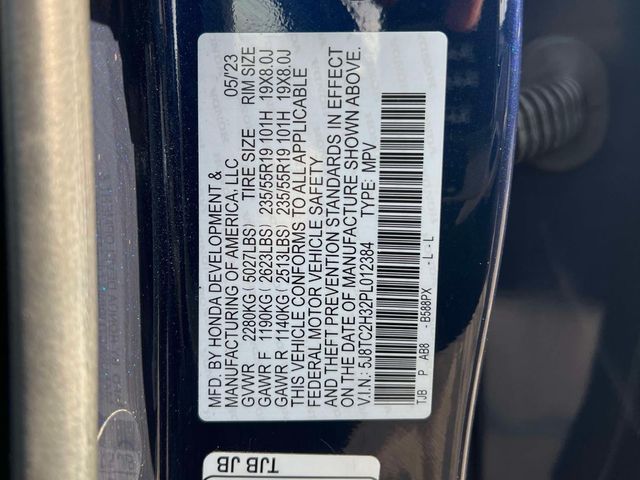 MFD. BY HONDA DEVELOPMENT &
MANUFACTURING OF AMERICA, LLC 05/'23
GVWR 2280KG( 5027LBS) TIRE SIZE RIM SIZE
GAWR F 1190KG( 2623LBS) 235/55R19 101H 19X8.0J
GAWR R 1140KG( 2513LBS) 235/55R19 101H 19X8.0J
THIS VEHICLE CONFORMS TO ALL APPLICABLE
FEDERAL MOTOR VEHICLE SAFETY
AND THEFT PREVENTION STANDARDS IN EFFECT
ON THE DATE OF MANUFACTURE SHOWN ABOVE.
V.I.N.: 5J8TC2H32PL012384 TYPE: MPV
TJB P AB8 - B588PX - L : L
TJB JB